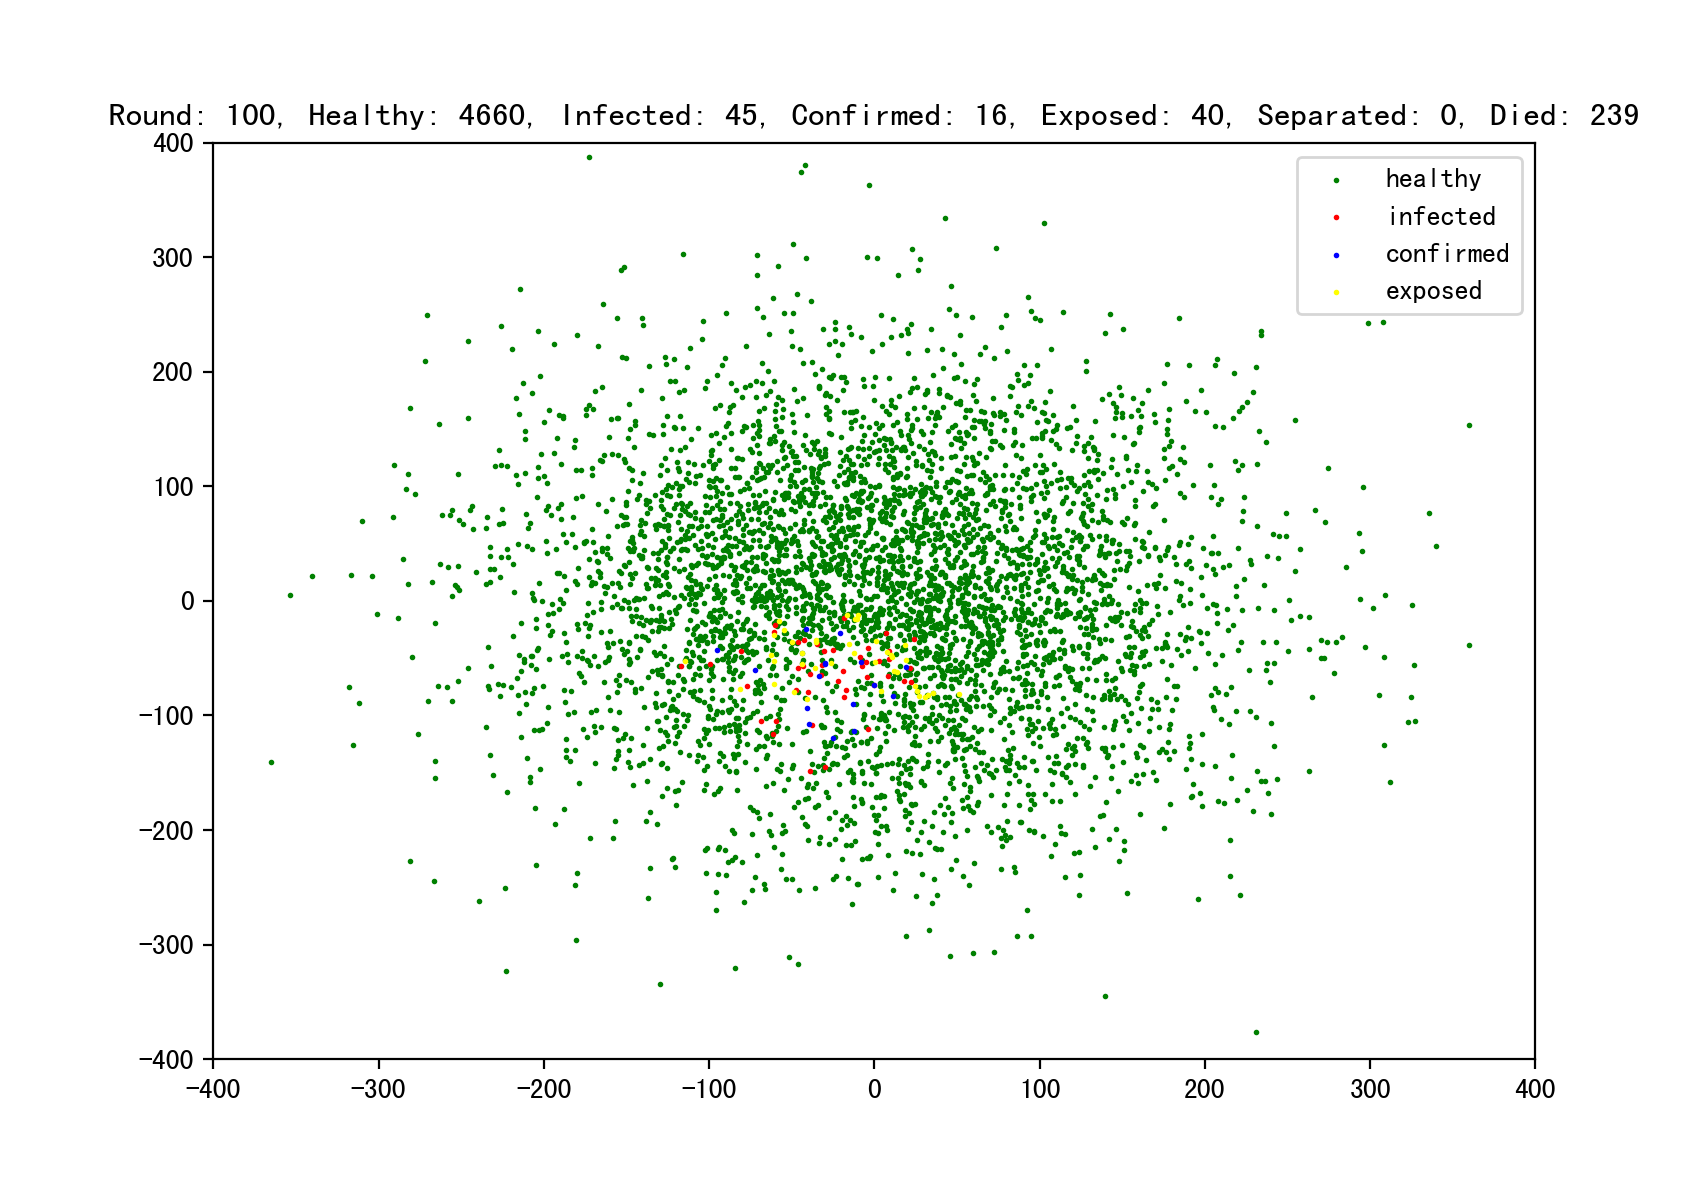 Round: 100, Healthy: 4660, Infected: 45, Confirmed: 16, Exposed: 40, Separated: 0, Died: 239
400
300
200
100
0
−100
−200
−300
−400
−400 −300 −200 −100 0 100 200 300 400
healthy
infected
confirmed
exposed